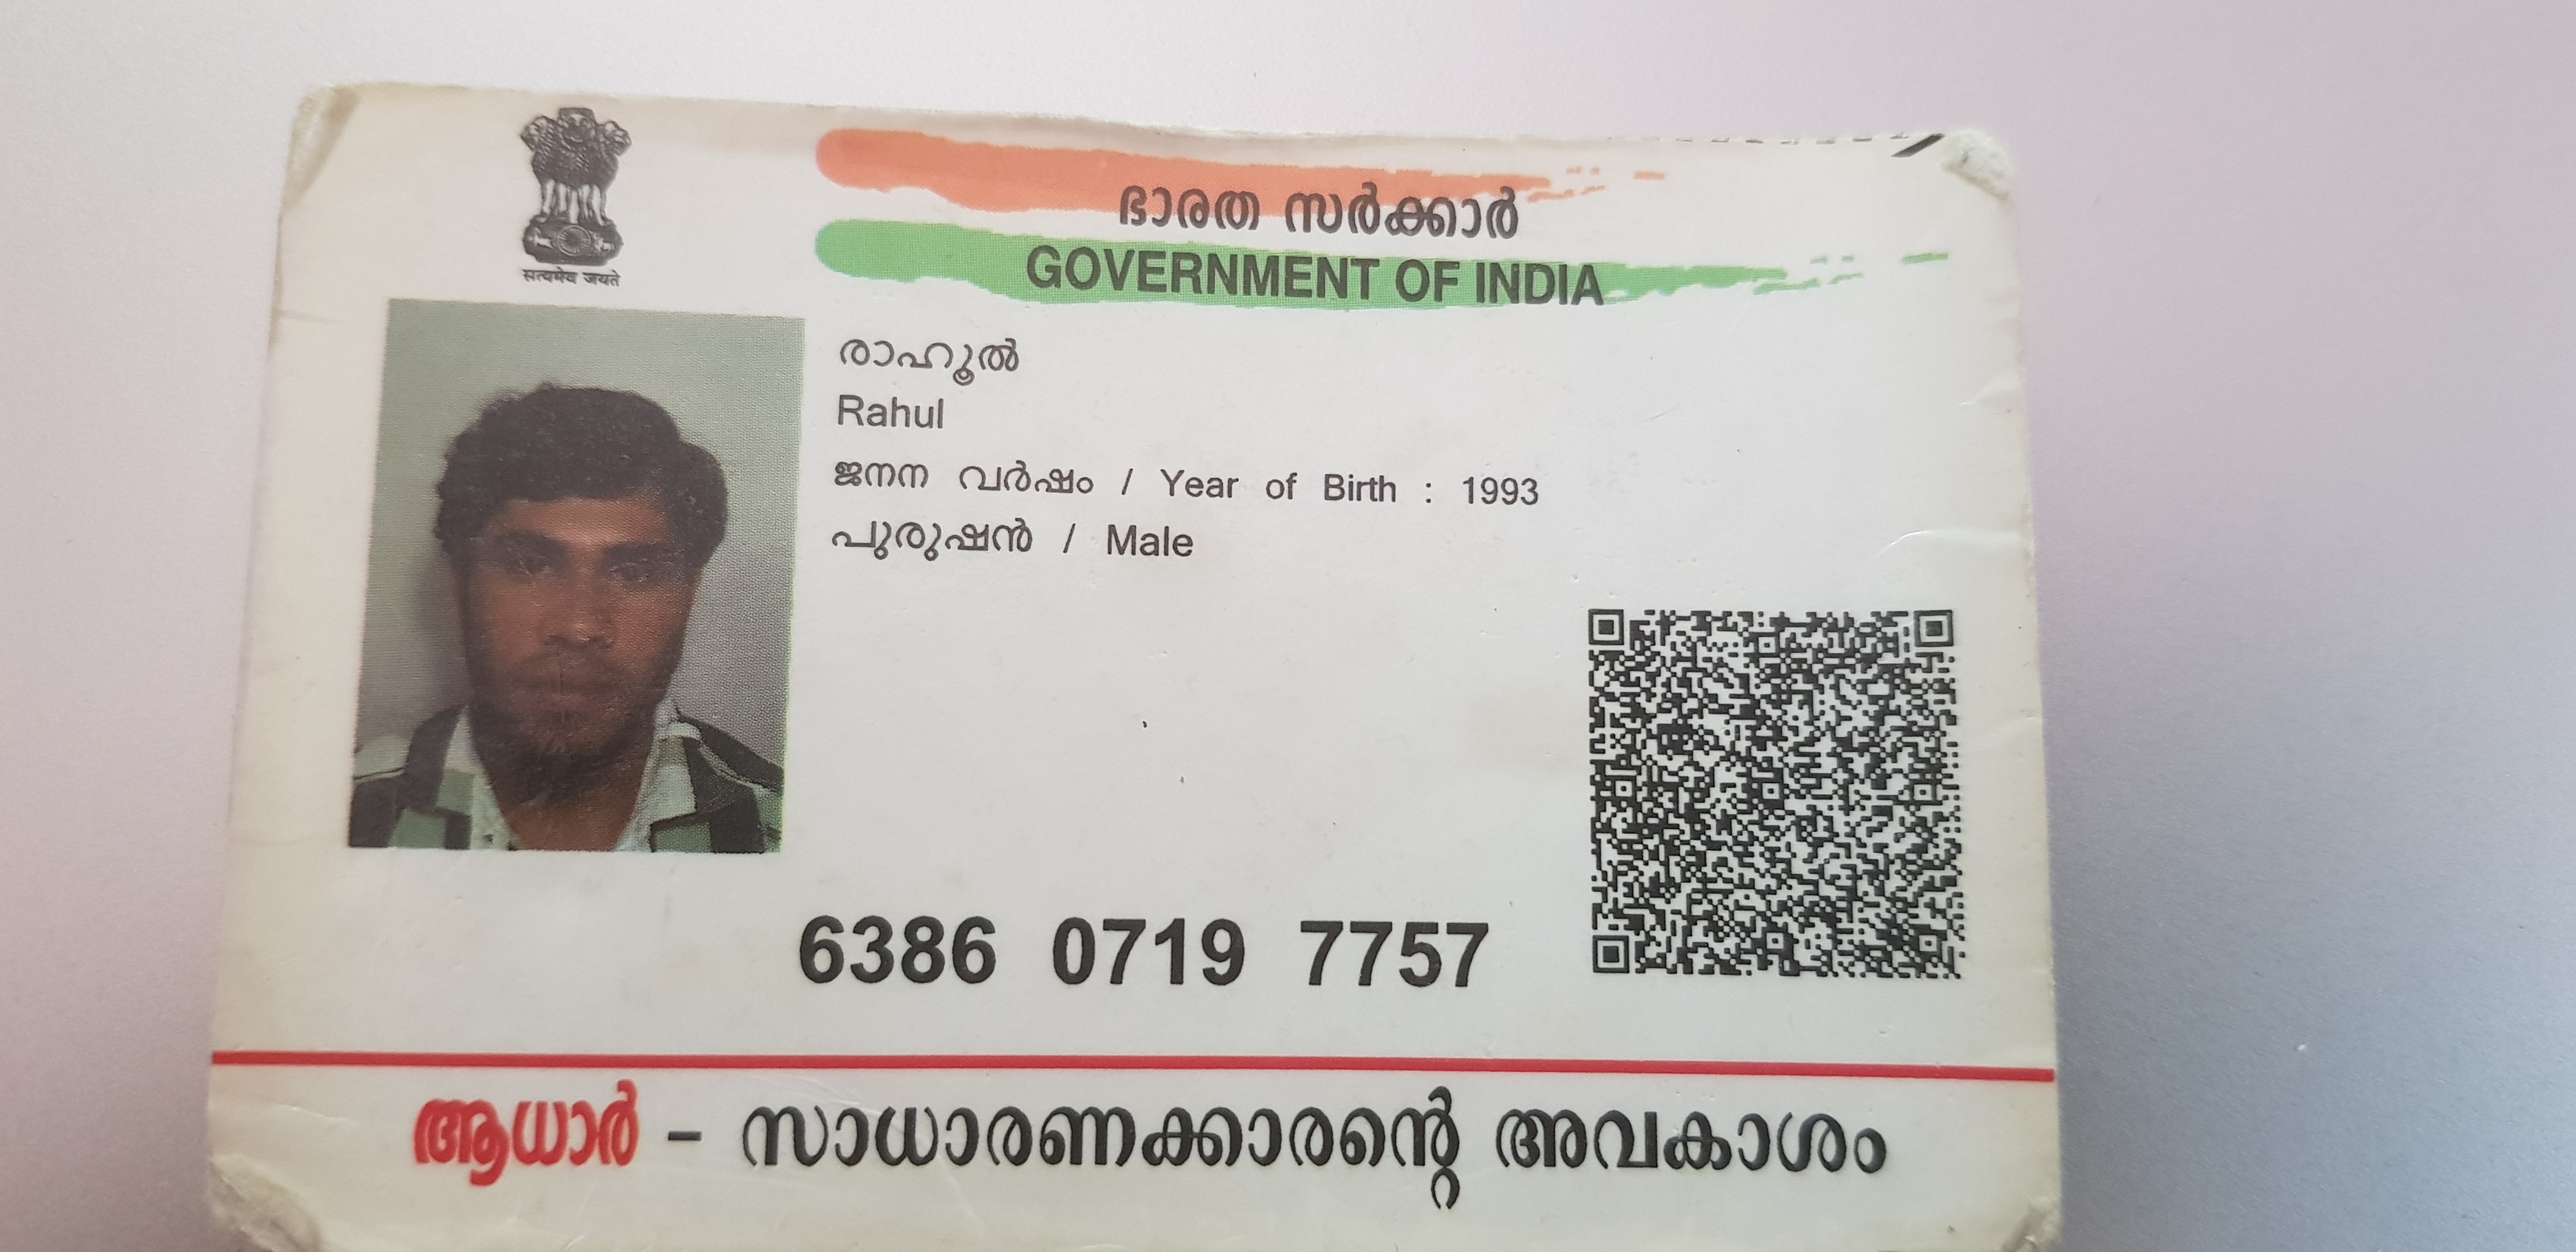 ഭാരത സർക്കാർ
GOVERNMENT OF INDIA
सत्यमेव जयते
രാഹുൽ
Rahul
ജനന വർഷം / Year of Birth : 1993
പുരുഷൻ / Male
6386 0719 7757
ആധാർ - സാധാരണക്കാരന്റെ അവകാശം